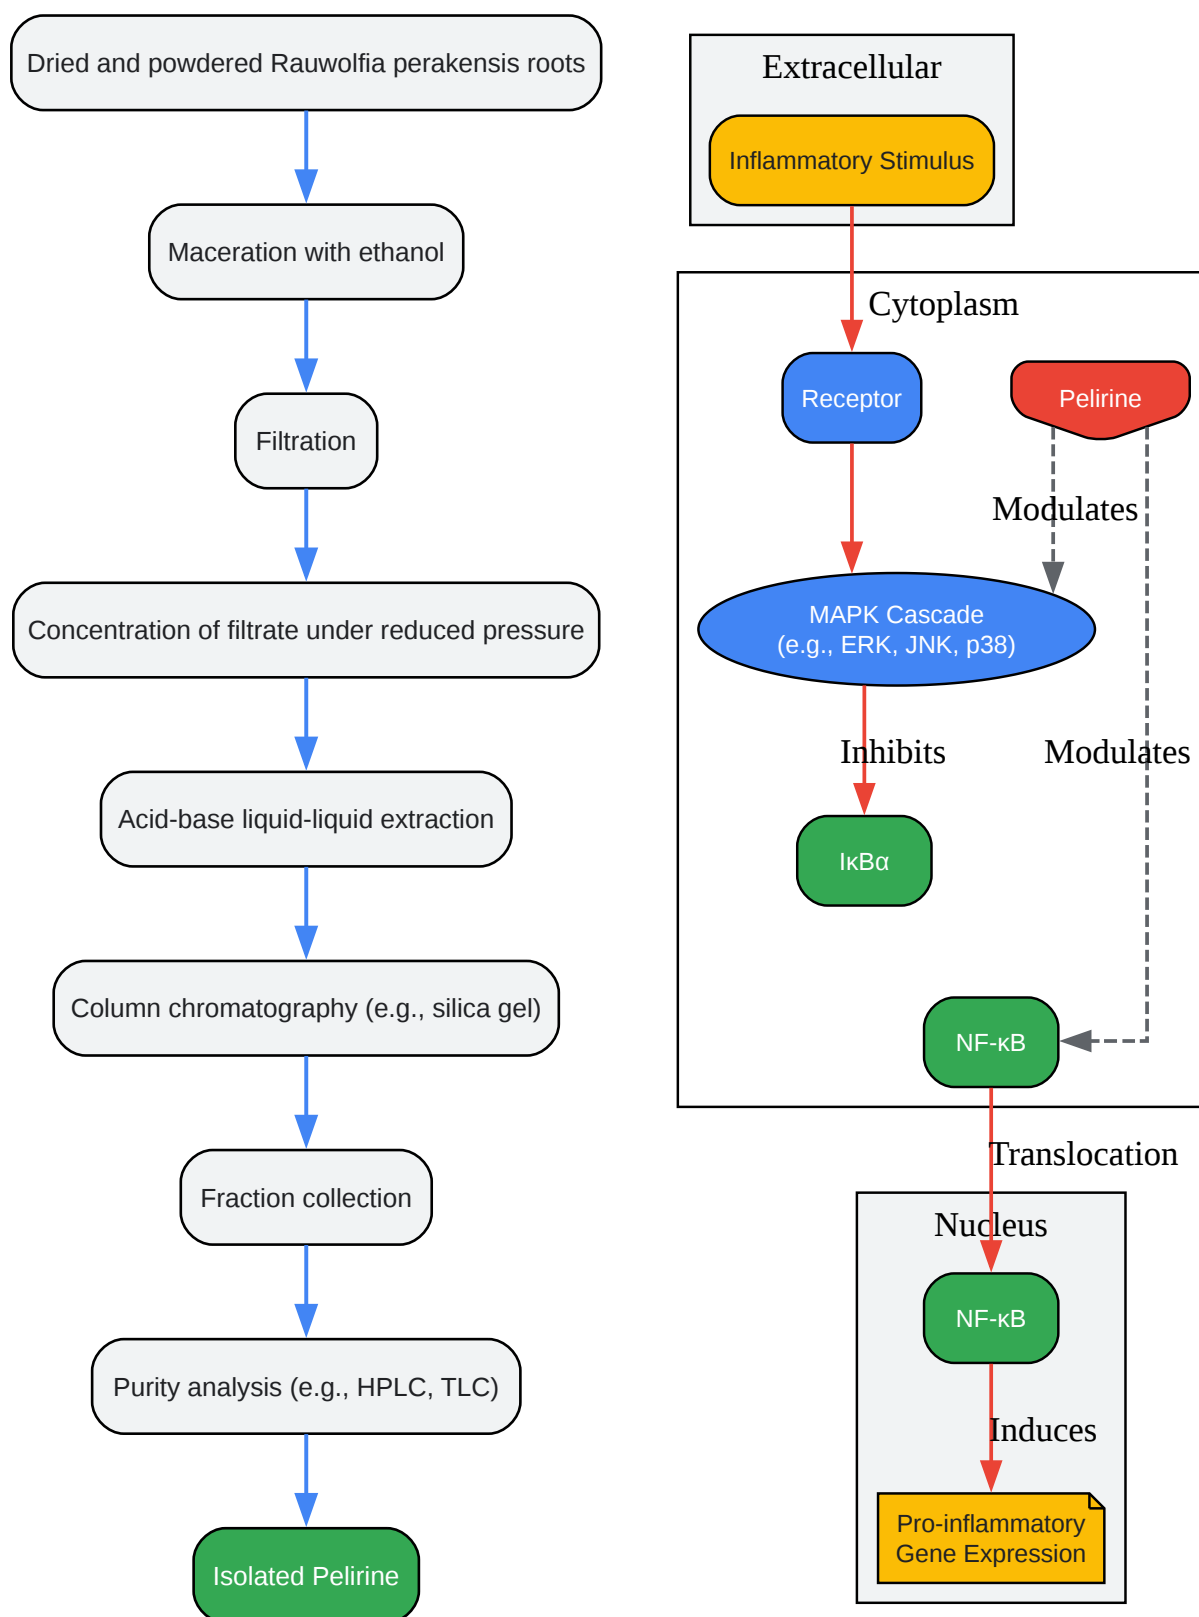 Dried and powdered Rauwolfia perakensis roots
Maceration with ethanol
Filtration
Concentration of filtrate under reduced pressure
Acid-base liquid-liquid extraction
Column chromatography (e.g., silica gel)
Fraction collection
Purity analysis (e.g., HPLC, TLC)
Isolated Pelirine
Extracellular
Inflammatory Stimulus
Cytoplasm
Receptor
Pelirine
Modulates
MAPK Cascade
(e.g., ERK, JNK, p38)
Inhibits
Modulates
IκBα
NF-κB
Translocation
Nucleus
NF-κB
Induces
Pro-inflammatory
Gene Expression